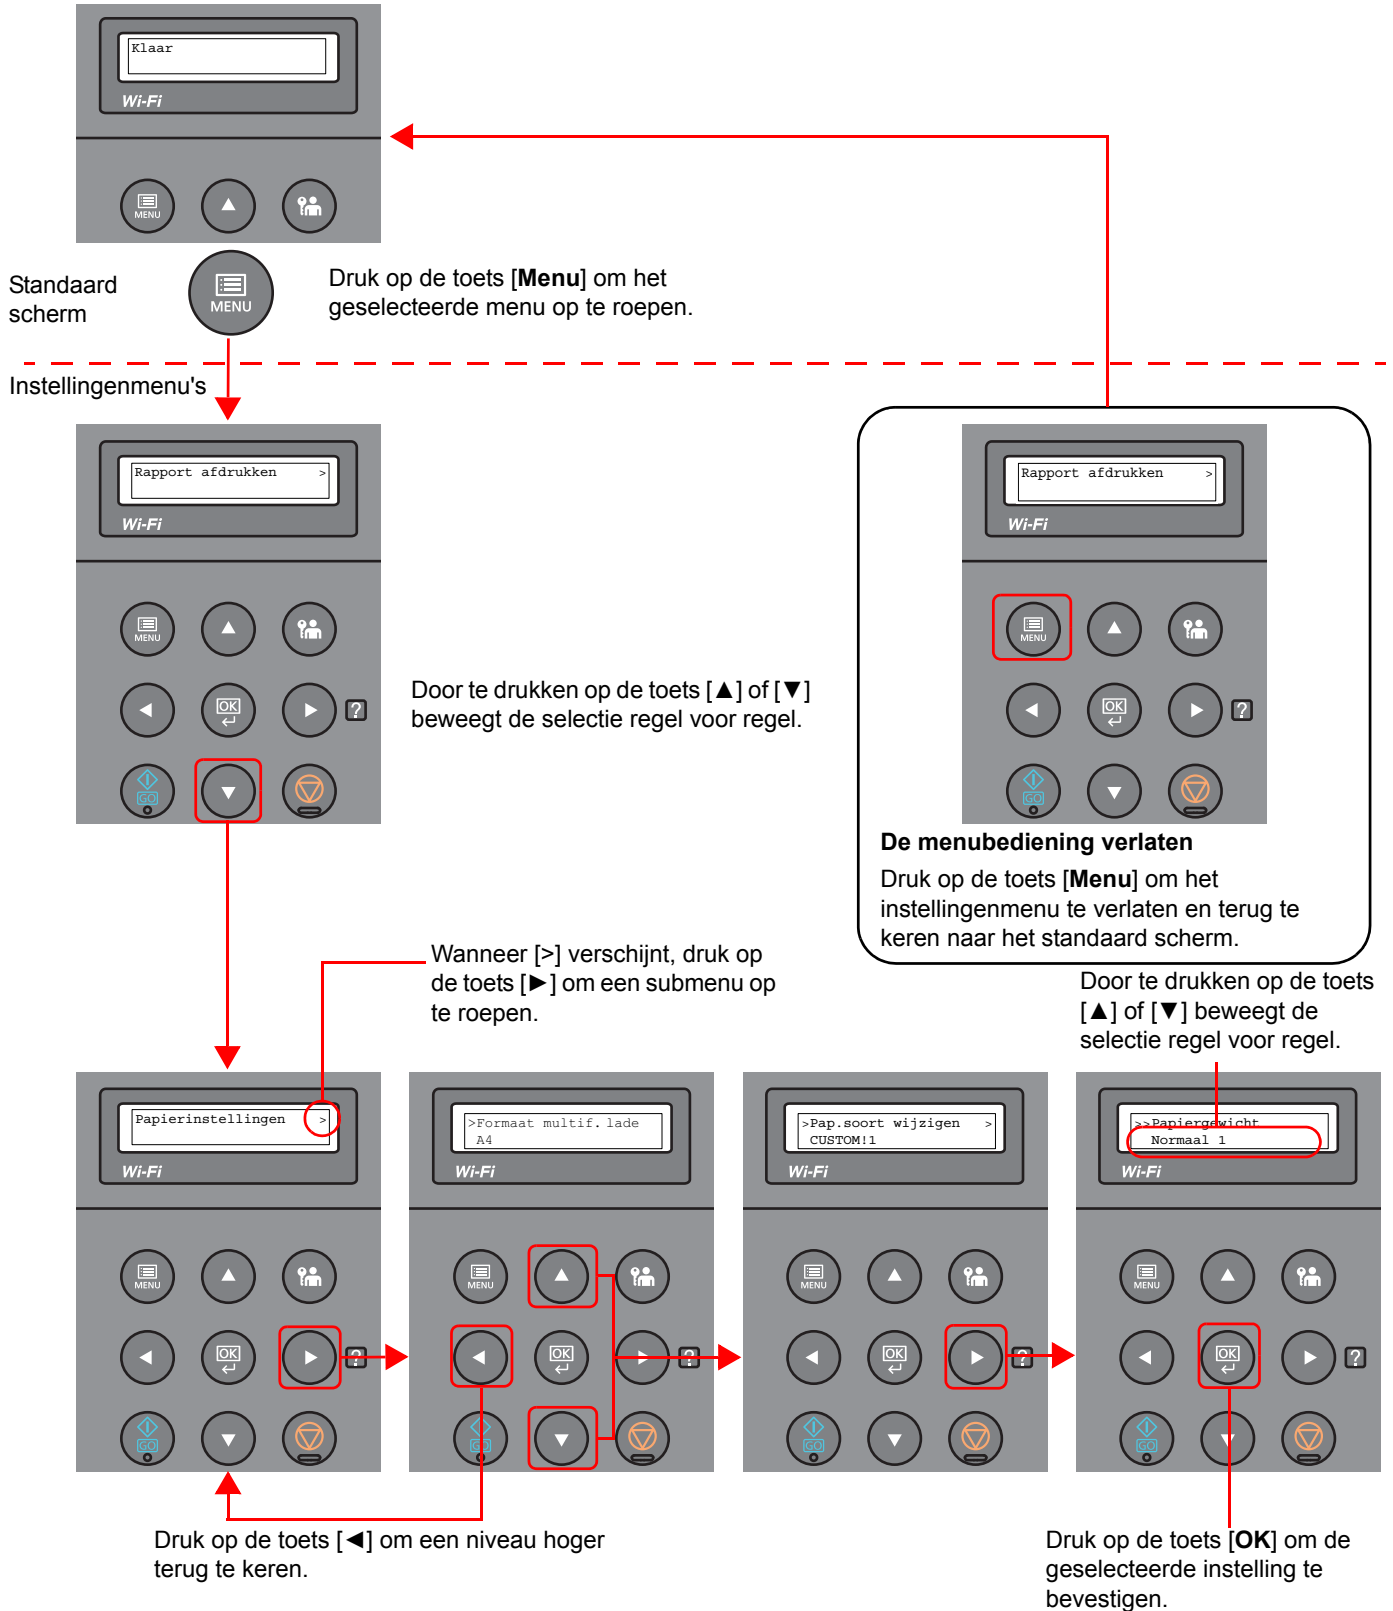 Klaar
Wi-Fi
MENU
Standaard
scherm
MENU
Druk op de toets [Menu] om het
geselecteerde menu op te roepen.
Instellingenmenu's
Rapport afdrukken >
Wi-Fi
MENU
OK
?
GO
Door te drukken op de toets [▲] of [▼]
beweegt de selectie regel voor regel.
Rapport afdrukken >
Wi-Fi
MENU
OK
?
GO
De menubediening verlaten
Druk op de toets [Menu] om het
instellingenmenu te verlaten en terug te
keren naar het standaard scherm.
Wanneer [>] verschijnt, druk op
de toets [►] om een submenu op
te roepen.
Door te drukken op de toets
[▲] of [▼] beweegt de
selectie regel voor regel.
Papierinstellingen >
Wi-Fi
MENU
OK
?
GO
>Formaat multif. lade
A4
Wi-Fi
MENU
OK
?
GO
>Pap.soort wijzigen >
CUSTOM!1
Wi-Fi
MENU
OK
?
GO
>>Papiergewicht
Normaal 1
Wi-Fi
MENU
OK
?
GO
Druk op de toets [◄] om een niveau hoger
terug te keren.
Druk op de toets [OK] om de
geselecteerde instelling te
bevestigen.